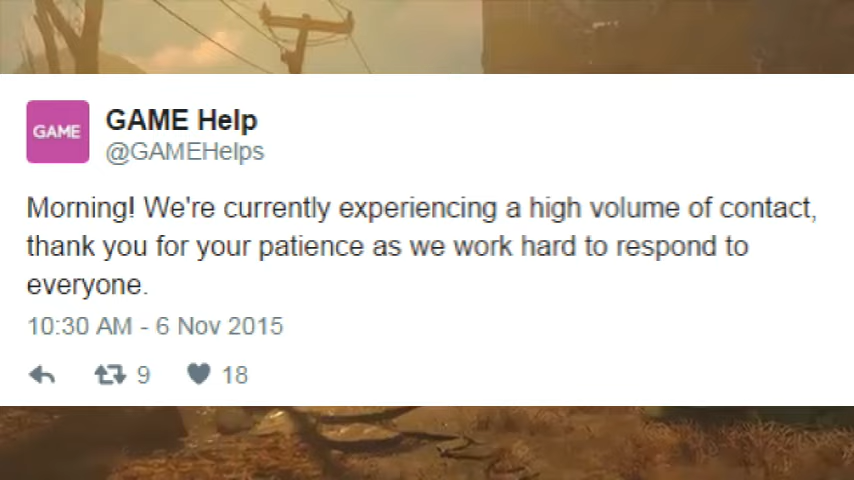 GAME
GAME Help
@GAMEHelps
Morning! We're currently experiencing a high volume of contact,
thank you for your patience as we work hard to respond to
everyone.
10:30 AM - 6 Nov 2015
9 18